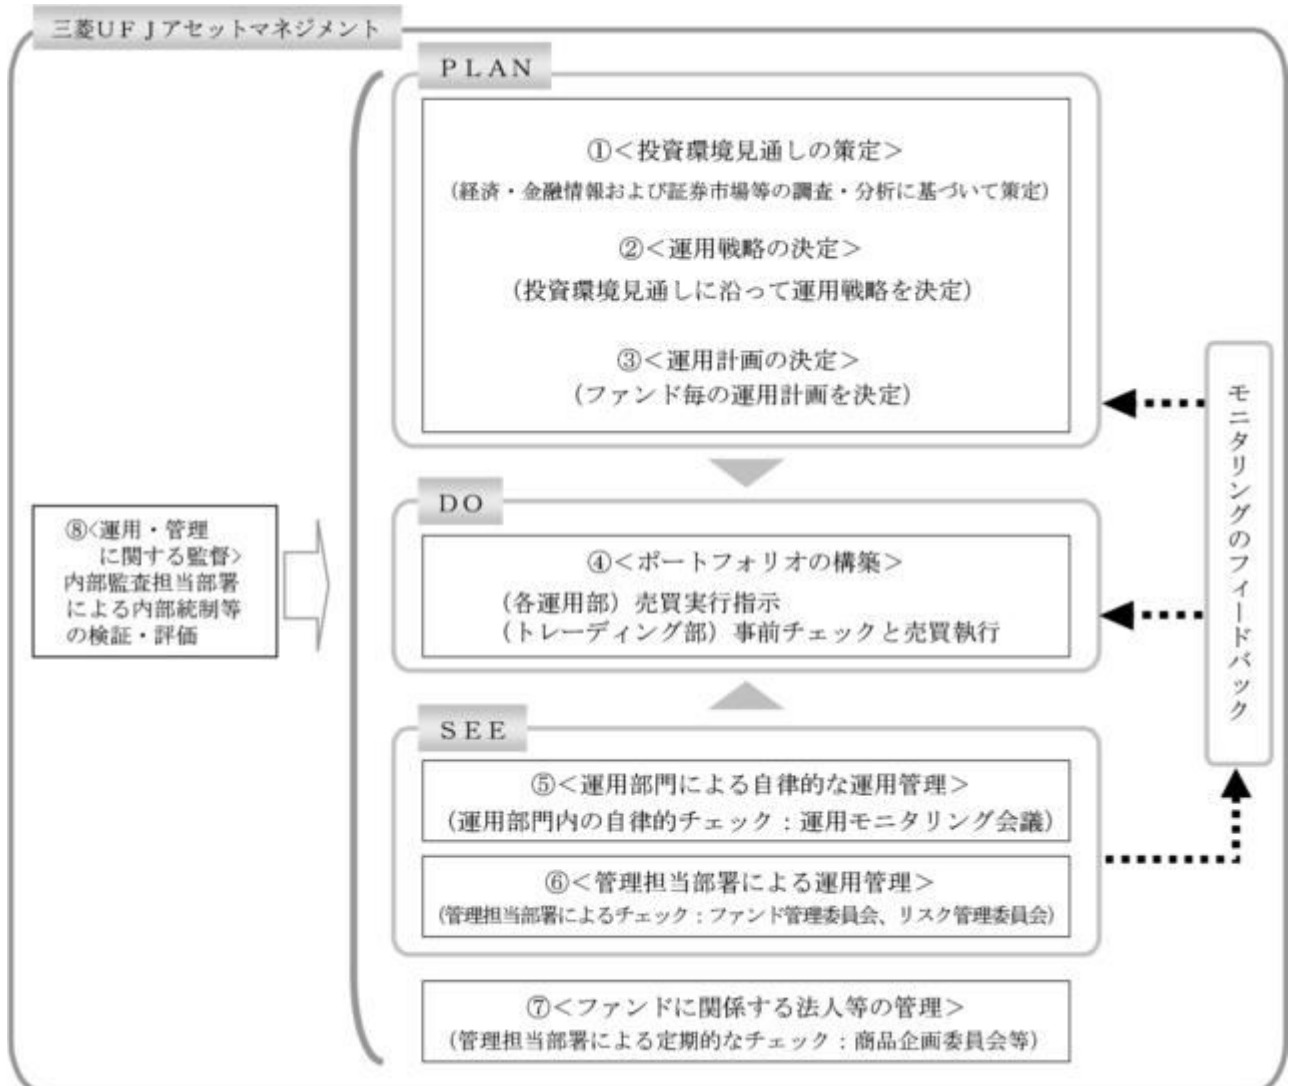 三菱UFJアセットマネジメント
PLAN
①<投資環境見通しの策定>
(経済・金融情報および証券市場等の調査・分析に基づいて策定)
②<運用戦略の決定>
(投資環境見通しに沿って運用戦略を決定)
③<運用計画の決定>
(ファンド毎の運用計画を決定)
DO
④<ポートフォリオの構築>
(各運用部)売買実行指示
(トレーディング部)事前チェックと売買執行
SEE
⑤<運用部門による自律的な運用管理>
(運用部門内の自律的チェック:運用モニタリング会議)
⑥<管理担当部署による運用管理>
(管理担当部署によるチェック:ファンド管理委員会、リスク管理委員会)
⑦<ファンドに関係する法人等の管理>
(管理担当部署による定期的なチェック:商品企画委員会等)
⑧<運用・管理
に関する監督>
内部監査担当部署
による内部統制等
の検証・評価
モニタリングのフィードバック